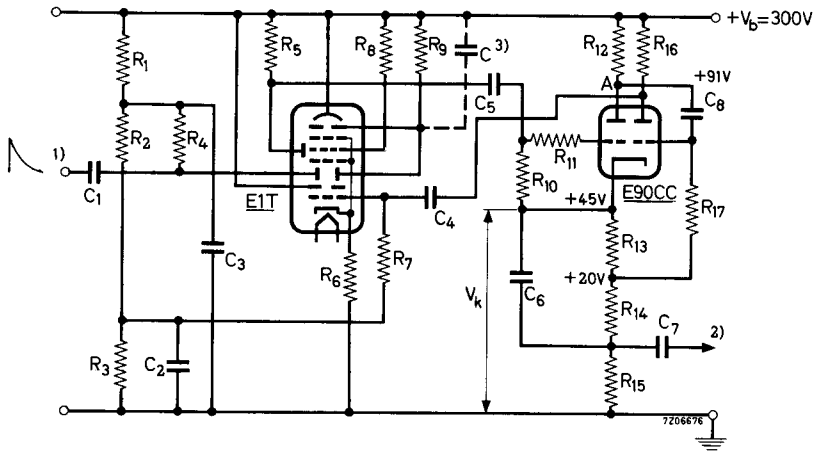 +Vb=300V
R1
R5
R8
R9
C 3)
R12
R16
A
+91V
C8
C5
R2
R4
R11
1)
C1
E1T
C4
R10
E90CC
+45V
R17
C3
R6
R7
R13
Vk
C6
+20V
R14
C7
2)
R3
C2
R15
7Z06676